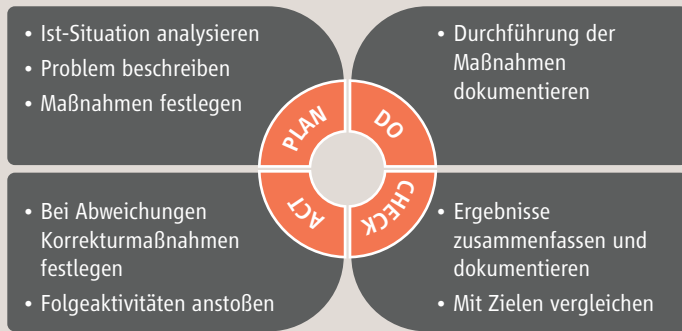 • Ist-Situation analysieren
• Problem beschreiben
• Maßnahmen festlegen
• Durchführung der
Maßnahmen
dokumentieren
PLAN
DO
ACT
CHECK
• Bei Abweichungen
Korrekturmaßnahmen
festlegen
• Folgeaktivitäten anstoßen
• Ergebnisse
zusammenfassen und
dokumentieren
• Mit Zielen vergleichen